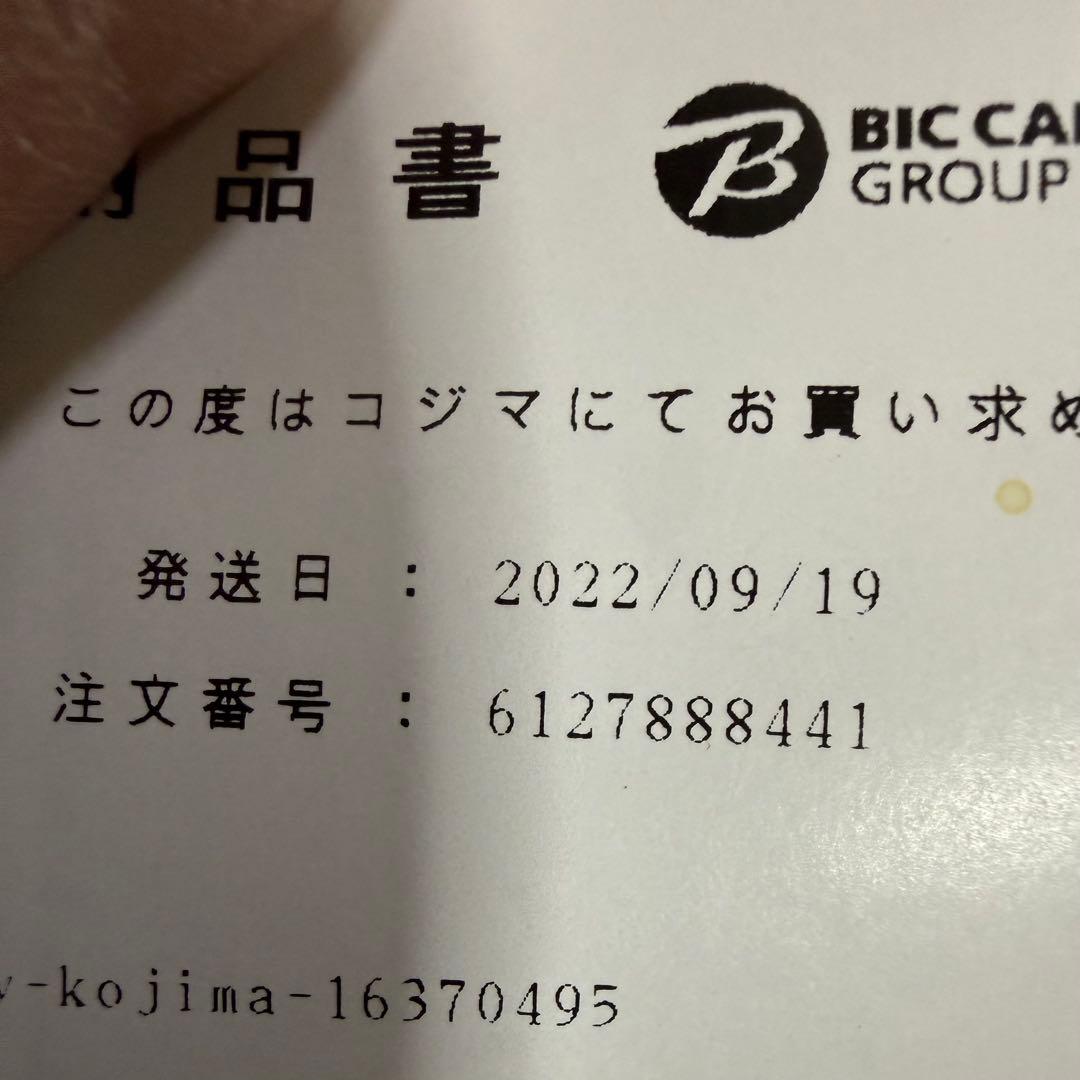 品書
BIC CA
GROUP
この度はコジマにてお買い求め
発送日 : 2022/09/19
注文番号 : 6127888441
-kojima-16370495